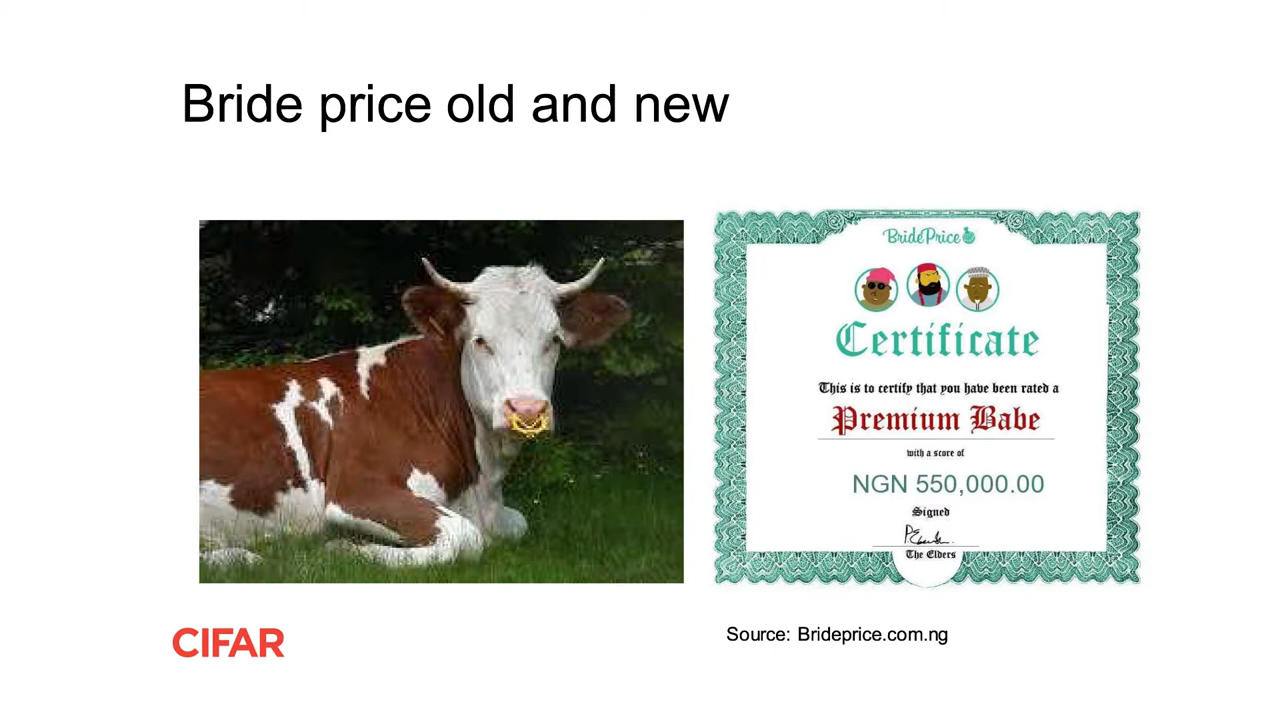 Bride price old and new
BridePrice
Certificate
This is to certify that you have been rated a
Premium Babe
with a score of
NGN 550,000.00
Signed
The Elders
CIFAR
Source: Brideprice.com.ng